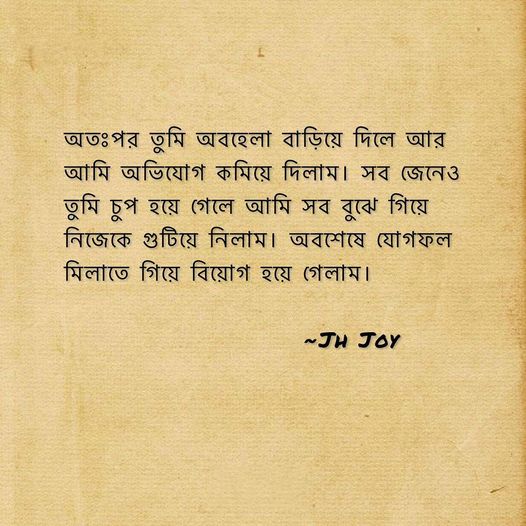 অতঃপর তুমি অবহেলা বাড়িয়ে দিলে আর
আমি অভিযোগ কমিয়ে দিলাম। সব জেনেও
তুমি চুপ হয়ে গেলে আমি সব বুঝে গিয়ে
নিজেকে গুটিয়ে নিলাম। অবশেষে যোগফল
মিলাতে গিয়ে বিয়োগ হয়ে গেলাম।
~Jh Joy